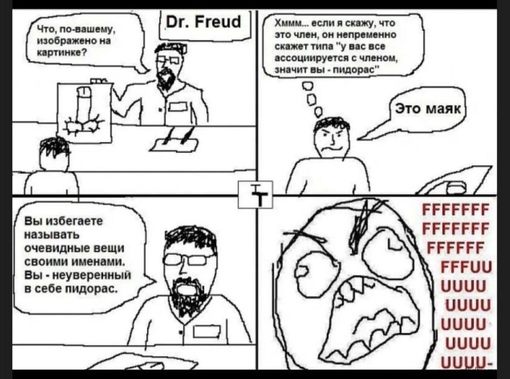 Что, по-вашему,
изображено на
картинке?
Dr. Freud
Хммм... если я скажу, что
это член, он непременно
скажет типа "у вас все
ассоциируется с членом,
значит вы - пидорас"
Это маяк
Вы избегаете
называть
очевидные вещи
своими именами.
Вы - неуверенный
в себе пидорас.
FFFFFFF
FFFFFFF
FFFFFF
FFFUU
UUUU
UUUU
UUUU
UUUU
UUUU-